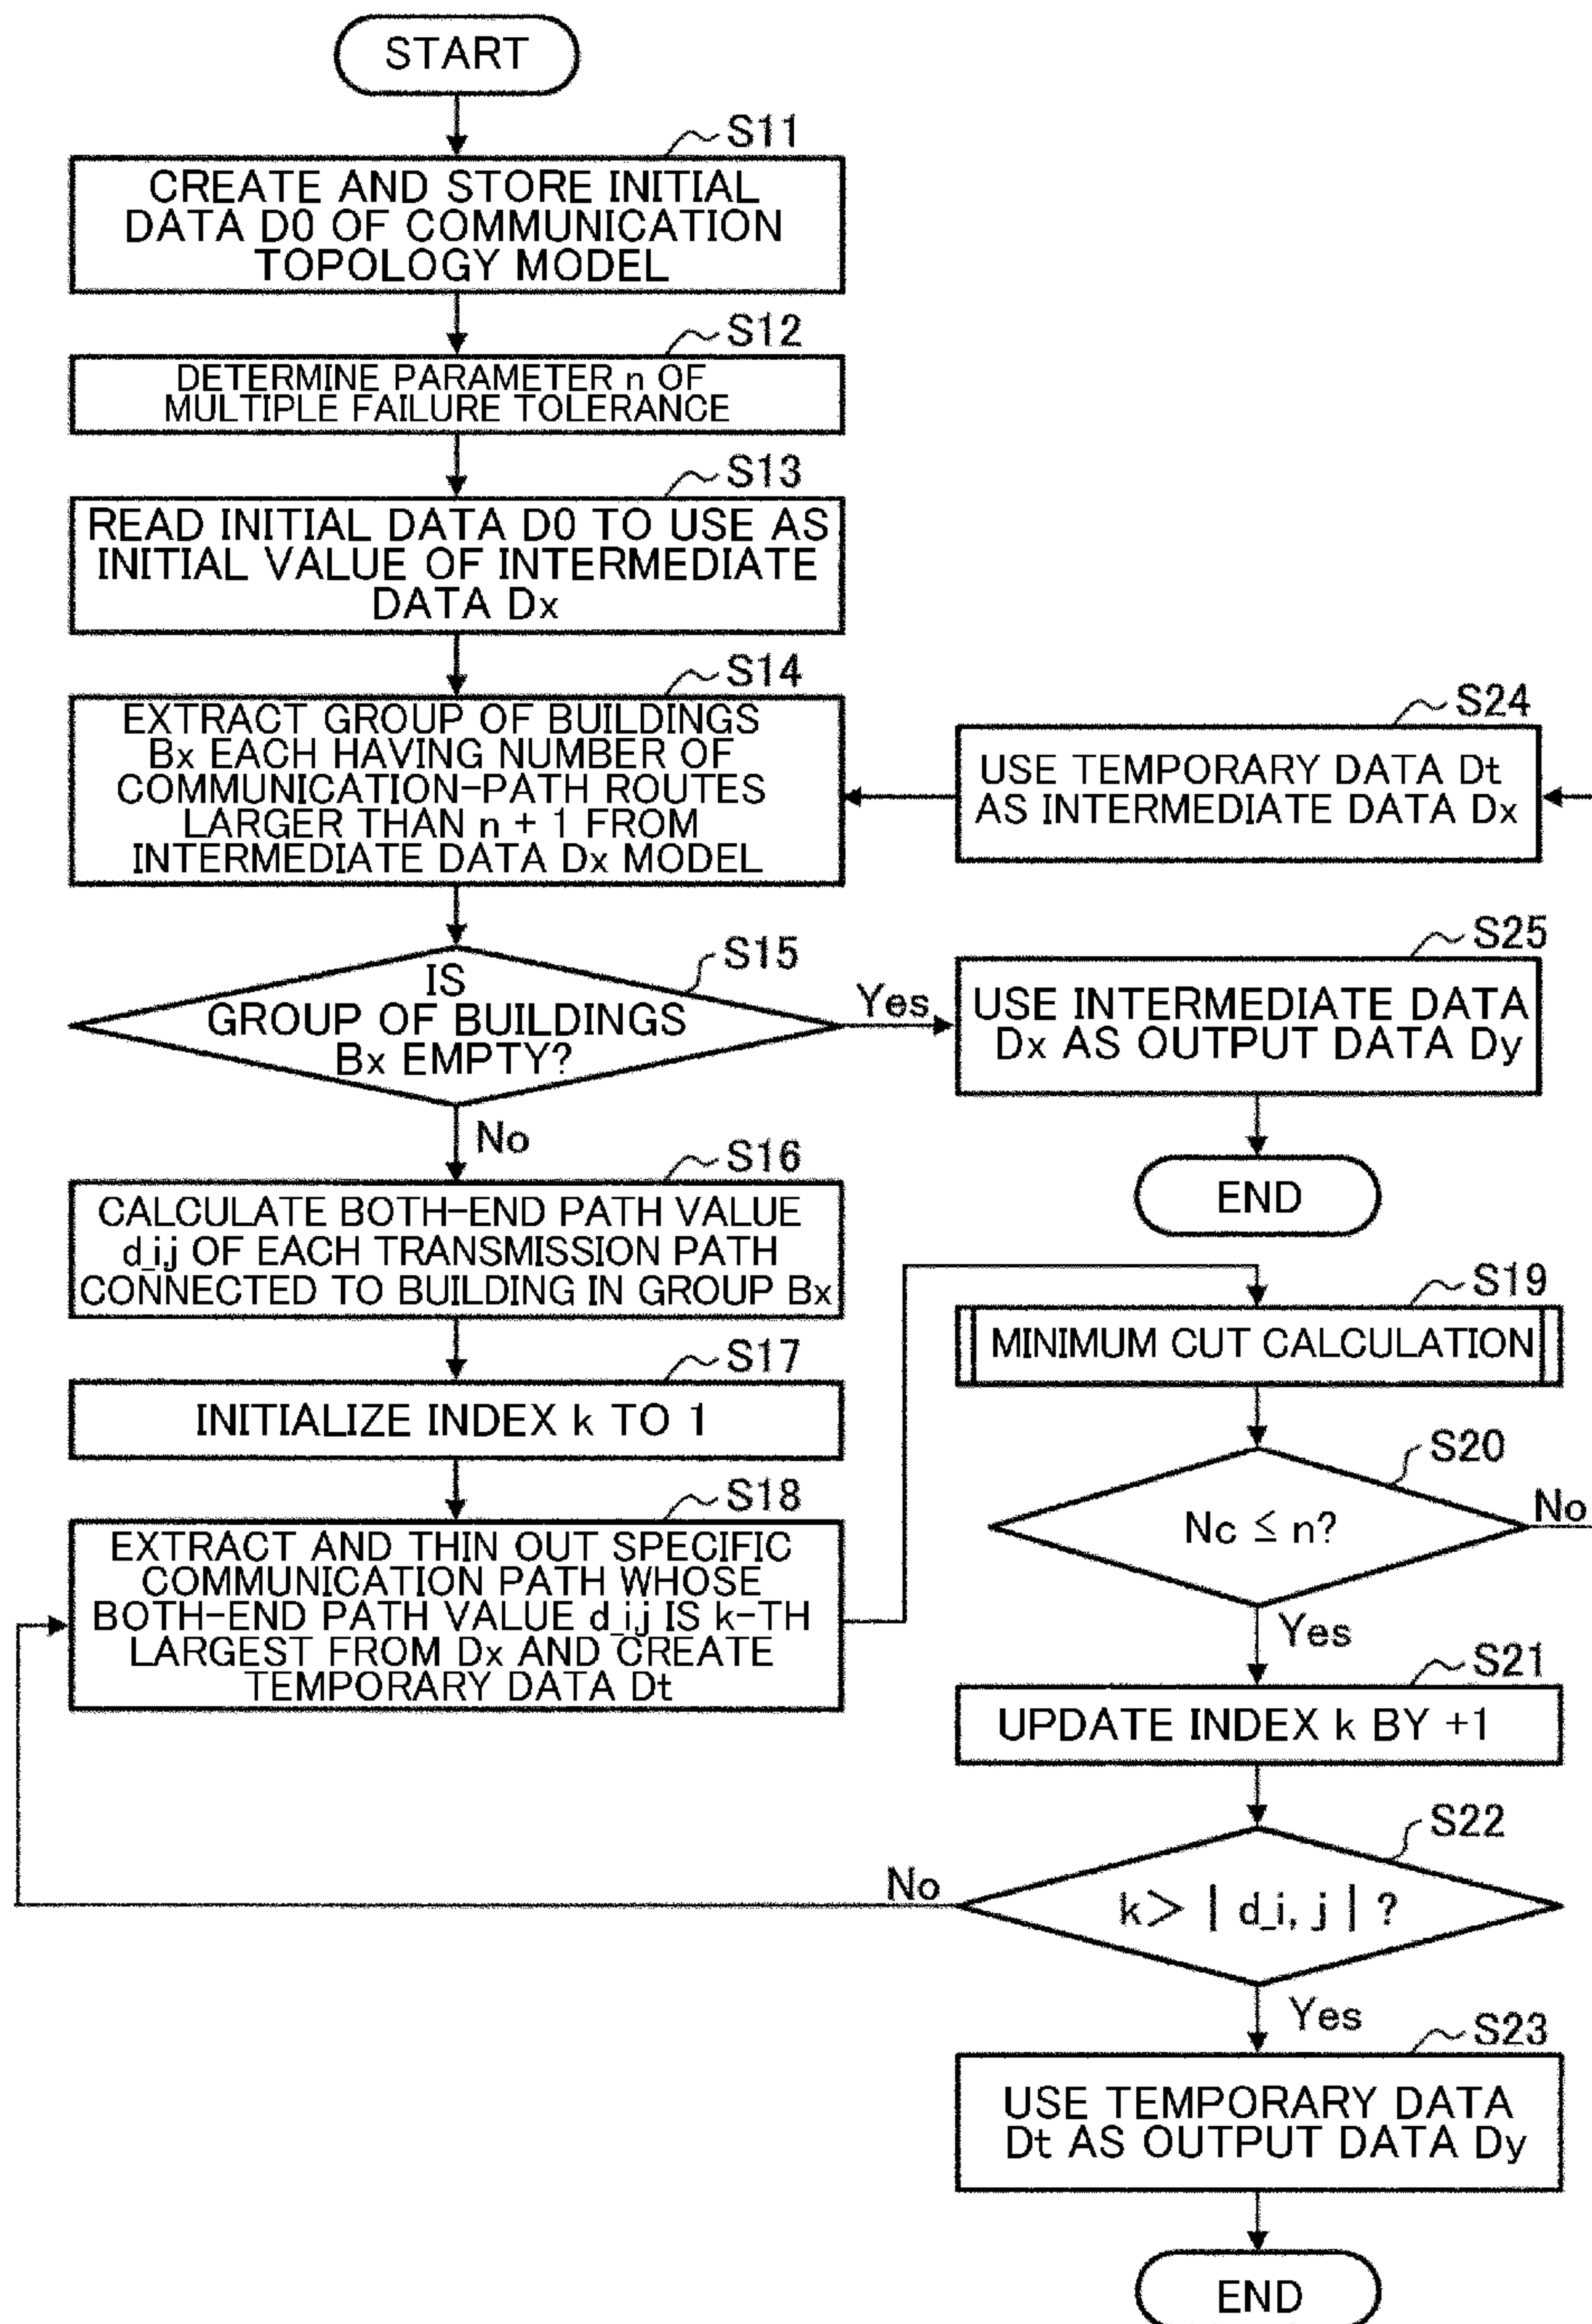 START
S11
CREATE AND STORE INITIAL
DATA D0 OF COMMUNICATION
TOPOLOGY MODEL
S12
DETERMINE PARAMETER n OF
MULTIPLE FAILURE TOLERANCE
S13
READ INITIAL DATA D0 TO USE AS
INITIAL VALUE OF INTERMEDIATE
DATA Dx
S14
EXTRACT GROUP OF BUILDINGS
Bx EACH HAVING NUMBER OF
COMMUNICATION-PATH ROUTES
LARGER THAN n + 1 FROM
INTERMEDIATE DATA Dx MODEL
S24
USE TEMPORARY DATA Dt
AS INTERMEDIATE DATA Dx
S15
IS
GROUP OF BUILDINGS
Bx EMPTY?
Yes
No
S25
USE INTERMEDIATE DATA
Dx AS OUTPUT DATA Dy
END
S16
CALCULATE BOTH-END PATH VALUE
d_i,j OF EACH TRANSMISSION PATH
CONNECTED TO BUILDING IN GROUP Bx
S17
INITIALIZE INDEX k TO 1
S18
EXTRACT AND THIN OUT SPECIFIC
COMMUNICATION PATH WHOSE
BOTH-END PATH VALUE d_i,j IS k-TH
LARGEST FROM Dx AND CREATE
TEMPORARY DATA Dt
S19
MINIMUM CUT CALCULATION
S20
Nc ≤ n?
No
Yes
S21
UPDATE INDEX k BY +1
S22
k> | d_i, j | ?
No
Yes
S23
USE TEMPORARY DATA
Dt AS OUTPUT DATA Dy
END